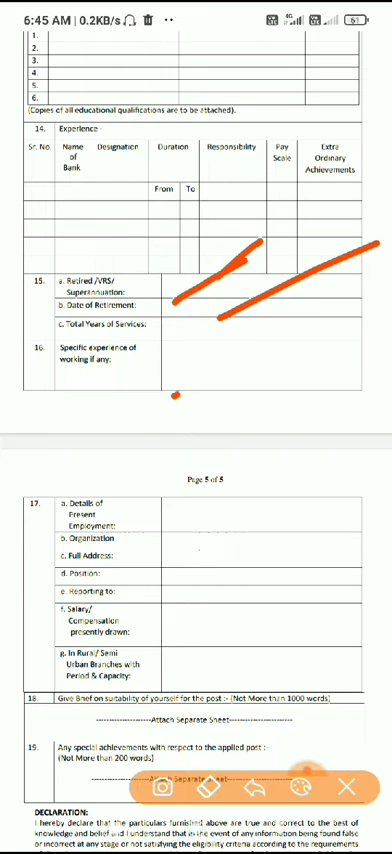 6:45 AM | 0.2KB/s
4G
61
1.
2.
3.
4.
5.
6.
(Copies of all educational qualifications are to be attached).
14. Experience -
Sr. No Name of Bank Designation Duration Responsibility Pay Scale Extra Ordinary Achievements
From To
15. a. Retired /VRS/ Superannuation:
b. Date of Retirement:
c. Total Years of Services:
16. Specific experience of working if any:
Page 5 of 5
17. a. Details of Present Employment:
b. Organization
c. Full Address:
d. Position:
e. Reporting to:
f. Salary/ Compensation presently drawn:
g. In Rural/ Semi Urban Branches with Period & Capacity:
18. Give Brief on suitability of yourself for the post :- (Not More than 1000 words)
--------------------Attach Separate Sheet-----------------------
19. Any special achievements with respect to the applied post :-
(Not More than 200 words)
--------------------Attach Separate Sheet-----------------------
DECLARATION:
I hereby declare that the particulars furnished above are true and correct to the best of
knowledge and belief and I understand that in the event of any information being found false
or incorrect at any stage or not satisfying the eligibility criteria according to the requirements